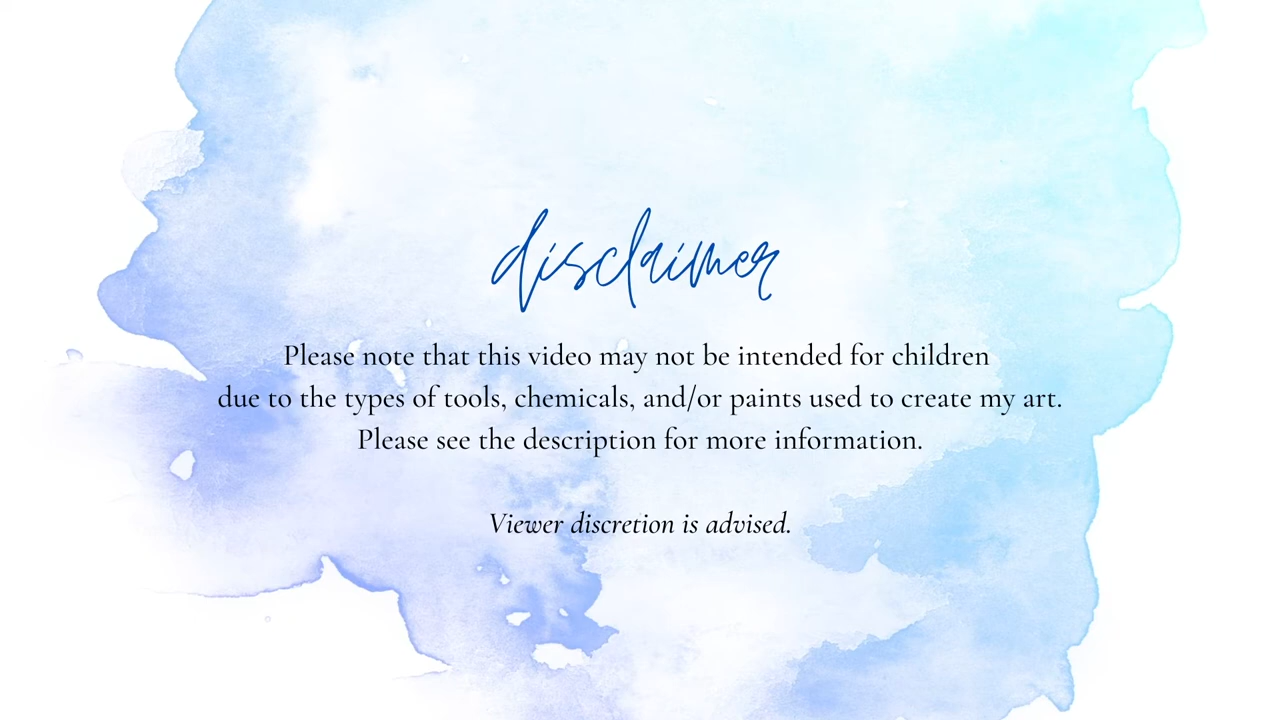 disclaimer
Please note that this video may not be intended for children
due to the types of tools, chemicals, and/or paints used to create my art.
Please see the description for more information.
Viewer discretion is advised.